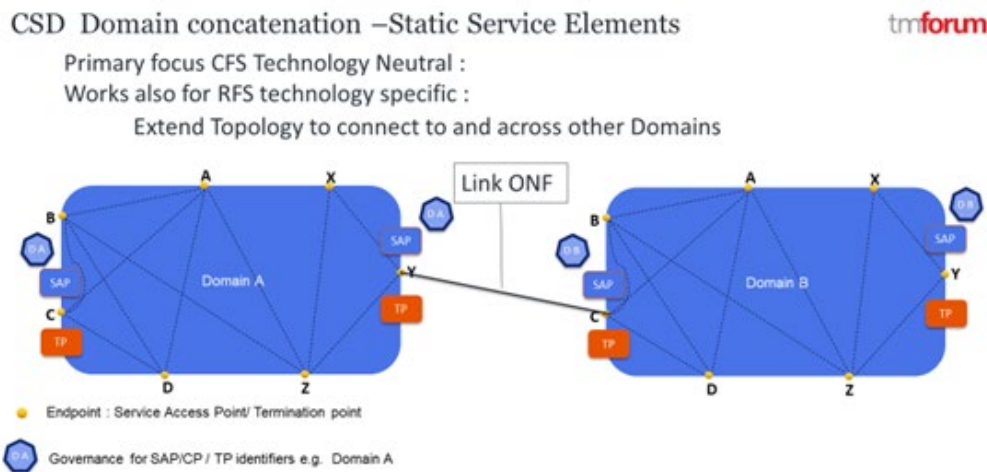 CSD Domain concatenation –Static Service Elements
tmforum
Primary focus CFS Technology Neutral :
Works also for RFS technology specific :
Extend Topology to connect to and across other Domains
Link ONF
A
X
B
D A
SAP
C
TP
Domain A
D A
SAP
Y
TP
D
Z
A
X
B
D B
SAP
C
TP
Domain B
D B
SAP
Y
TP
D
Z
Endpoint : Service Access Point/ Termination point
D A
Governance for SAP/CP / TP identifiers e.g. Domain A